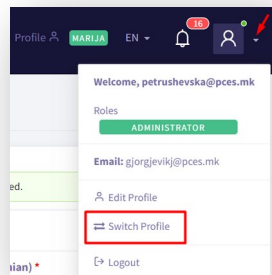 16
Profile MARIJA EN
Welcome, petrushevska@pces.mk
Roles
ADMINISTRATOR
Email: gjorgjevikj@pces.mk
ed.
Edit Profile
Switch Profile
Logout
nian) *